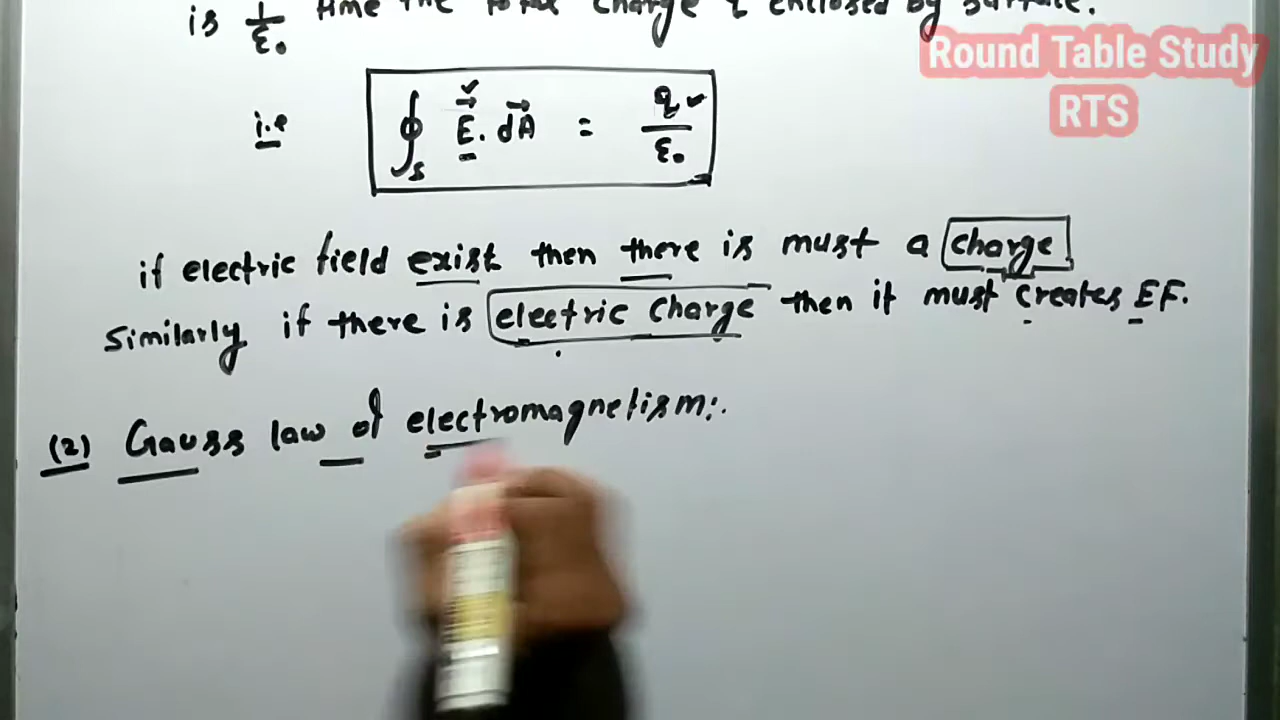 is 1/ε₀ time the total charge q enclosed by surface.
Round Table Study
RTS
i.e ∮ₛ E⃗ . dA⃗ = q/ε₀
if electric field exist then there is must a charge
Similarly if there is electric charge then it must creates EF.
(2) Gauss law of electromagnetism:.